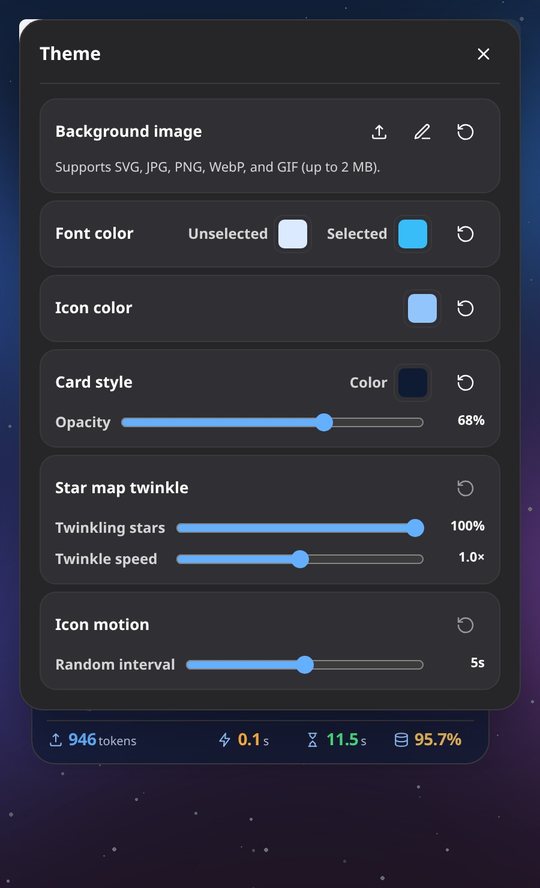 Theme
Background image
Supports SVG, JPG, PNG, WebP, and GIF (up to 2 MB).
Font color Unselected Selected
Icon color
Card style Color
Opacity 68%
Star map twinkle
Twinkling stars 100%
Twinkle speed 1.0×
Icon motion
Random interval 5s
946 tokens 0.1 s 11.5 s 95.7%